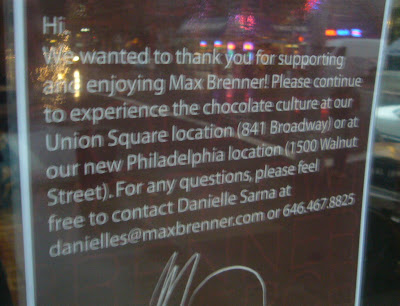 Hi,
We wanted to thank you for supporting
and enjoying Max Brenner! Please continue
to experience the chocolate culture at our
Union Square location (841 Broadway) or at
our new Philadelphia location (1500 Walnut
Street). For any questions, please feel
free to contact Danielle Sarna at
danielles@maxbrenner.com or 646.467.8825